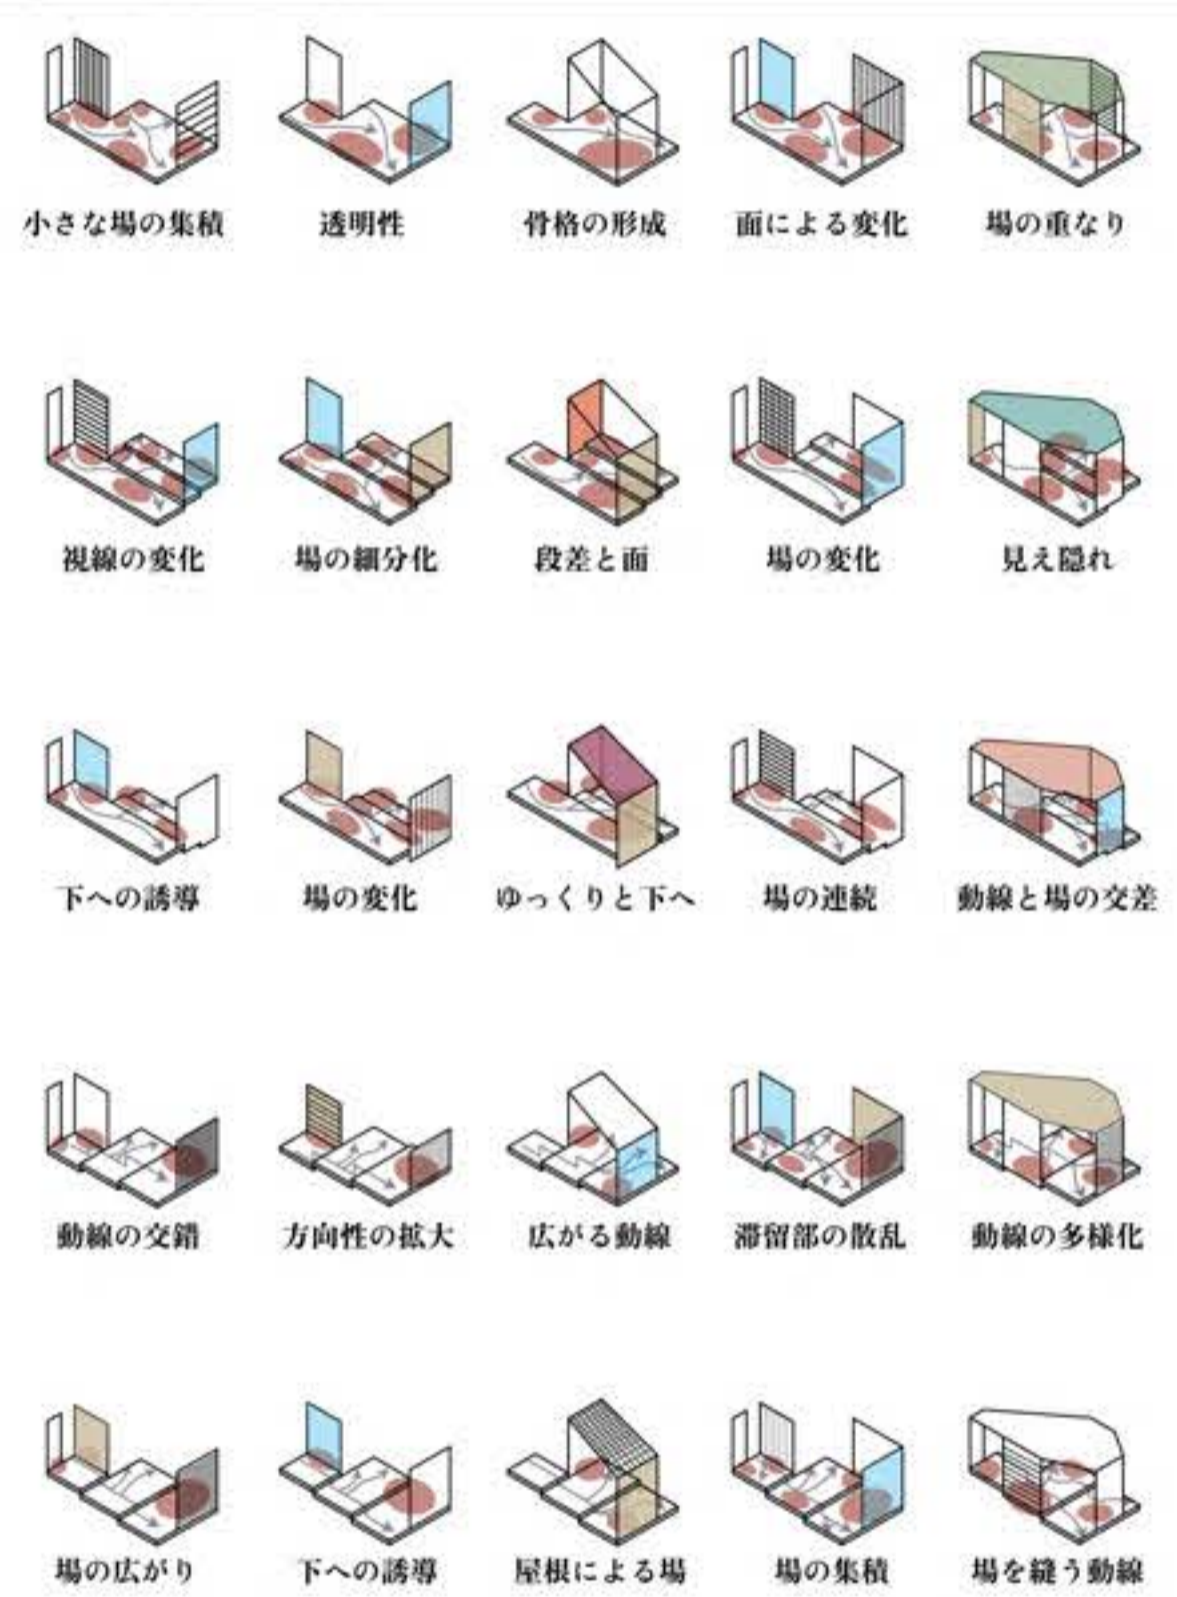 小さな場の集積
透明性
骨格の形成
面による変化
場の重なり
視線の変化
場の細分化
段差と面
場の変化
見え隠れ
下への誘導
場の変化
ゆっくりと下へ
場の連続
動線と場の交差
動線の交錯
方向性の拡大
広がる動線
滞留部の散乱
動線の多様化
場の広がり
下への誘導
屋根による場
場の集積
場を縫う動線